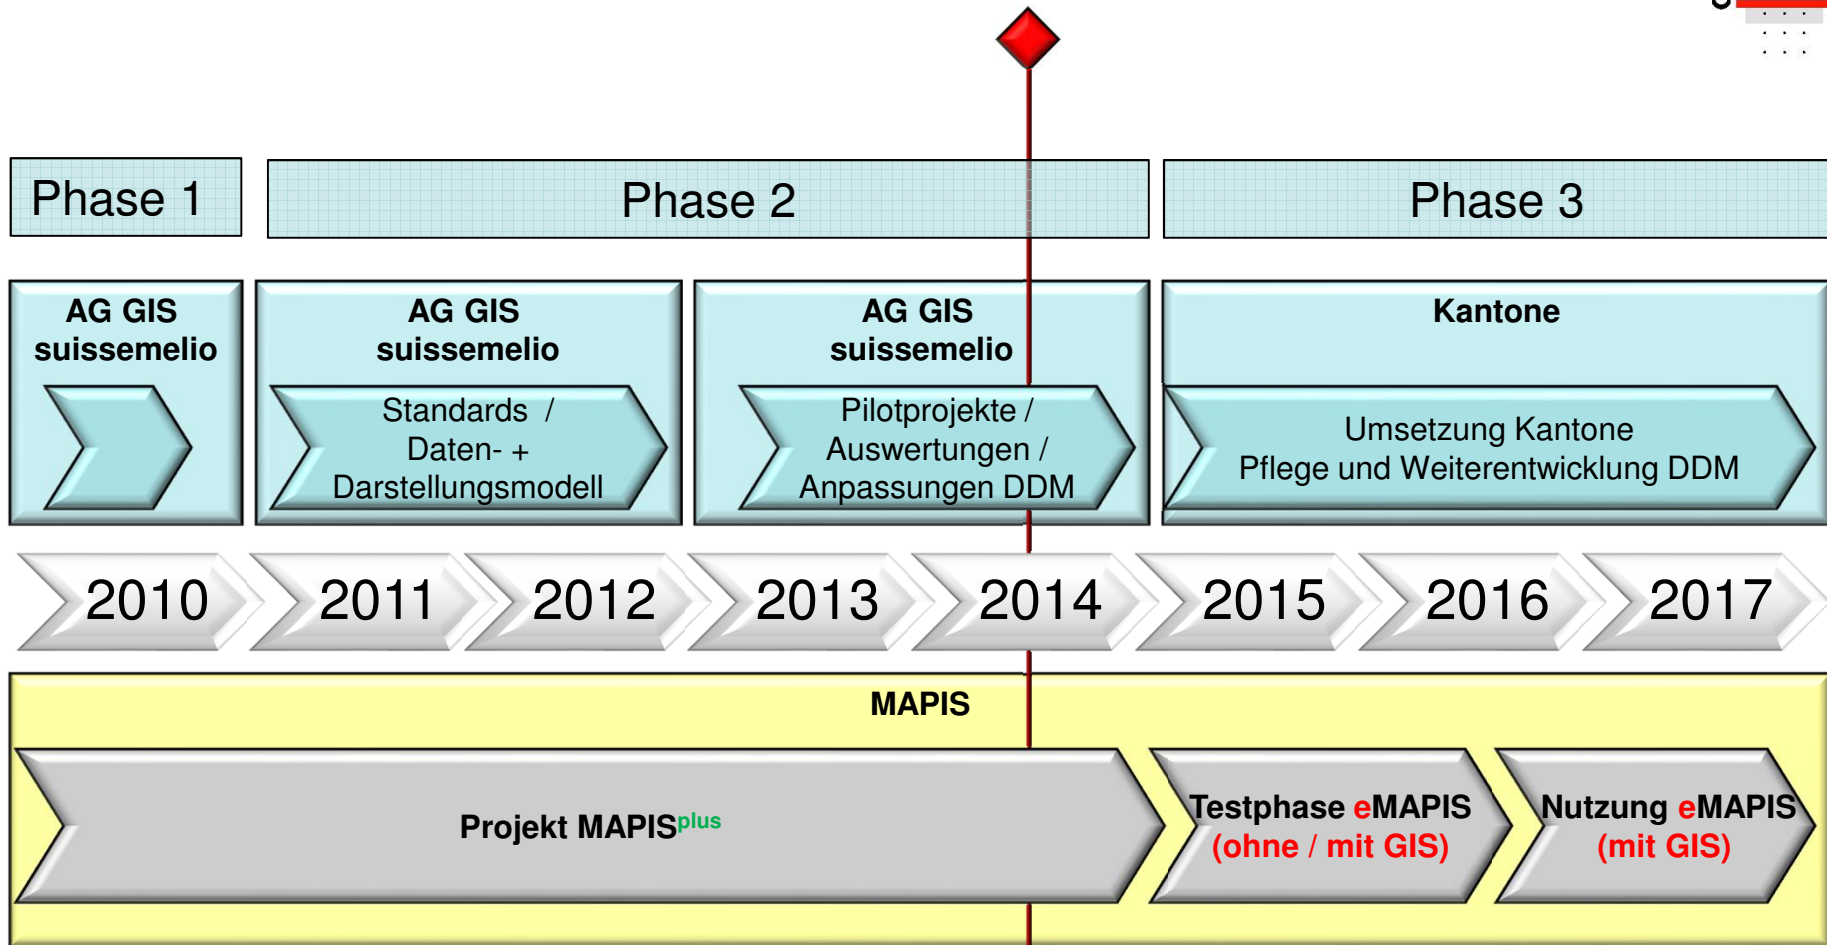 Phase 1
Phase 2
Phase 3
AG GIS
suissemelio
AG GIS
suissemelio
Standards /
Daten- +
Darstellungsmodell
AG GIS
suissemelio
Pilotprojekte /
Auswertungen /
Anpassungen DDM
Kantone
Umsetzung Kantone
Pflege und Weiterentwicklung DDM
2010
2011
2012
2013
2014
2015
2016
2017
MAPIS
Projekt MAPISplus
Testphase eMAPIS
(ohne / mit GIS)
Nutzung eMAPIS
(mit GIS)